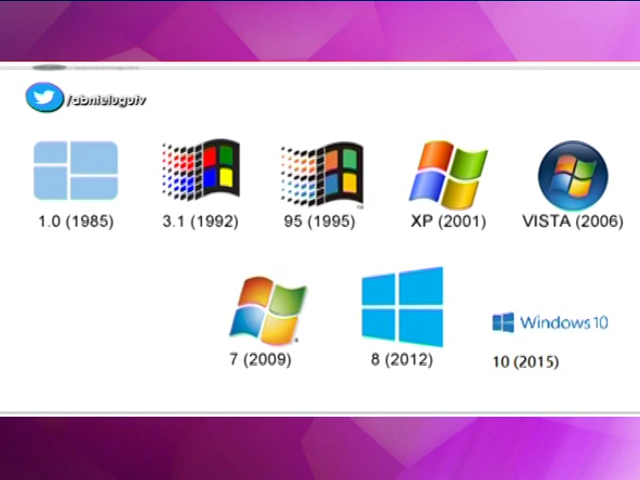 /abntelugutv
1.0 (1985)
3.1 (1992)
95 (1995)
XP (2001)
VISTA (2006)
7 (2009)
8 (2012)
Windows 10
10 (2015)